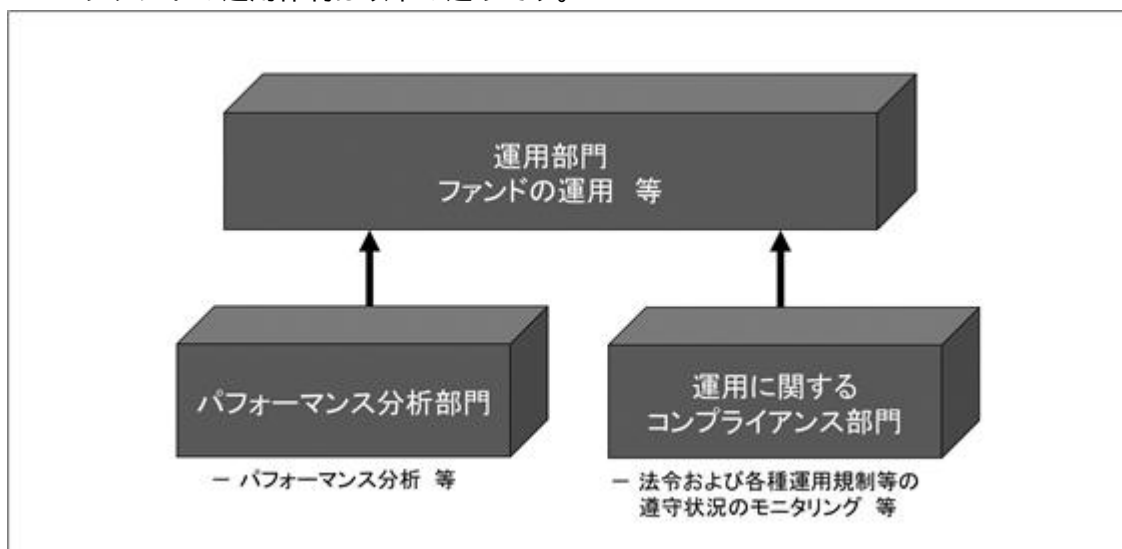 運用部門
ファンドの運用 等
パフォーマンス分析部門
運用に関する
コンプライアンス部門
－ パフォーマンス分析 等
－ 法令および各種運用規制等の
遵守状況のモニタリング 等